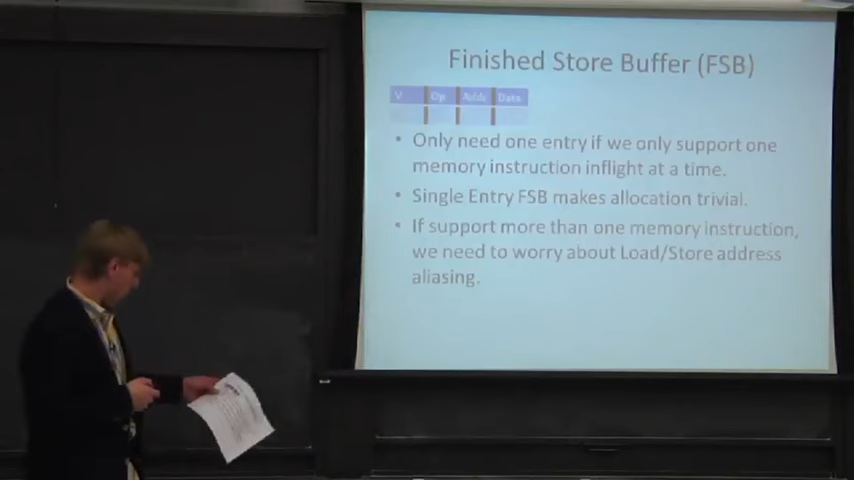 Finished Store Buffer (FSB)
V Op Addr Data
• Only need one entry if we only support one
memory instruction inflight at a time.
• Single Entry FSB makes allocation trivial.
• If support more than one memory instruction,
we need to worry about Load/Store address
aliasing.